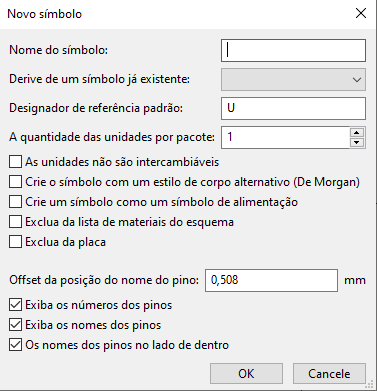 Novo símbolo
Nome do símbolo:
Derive de um símbolo já existente:
Designador de referência padrão: U
A quantidade das unidades por pacote: 1
As unidades não são intercambiáveis
Crie o símbolo com um estilo de corpo alternativo (De Morgan)
Crie um símbolo como um símbolo de alimentação
Exclua da lista de materiais do esquema
Exclua da placa
Offset da posição do nome do pino: 0,508 mm
Exiba os números dos pinos
Exiba os nomes dos pinos
Os nomes dos pinos no lado de dentro
OK Cancele